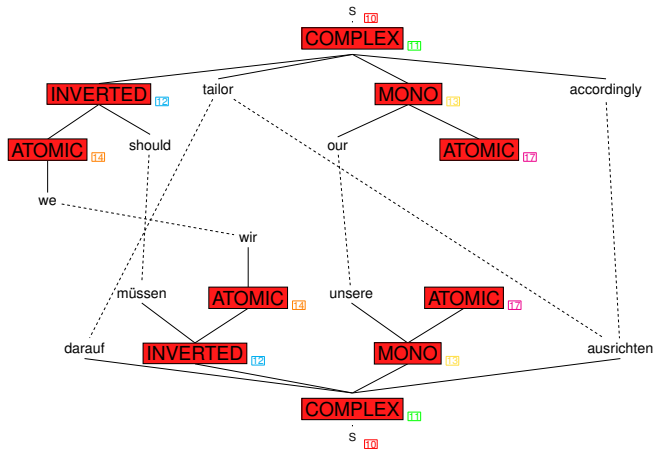 S 10
COMPLEX 11
INVERTED 12 tailor MONO 13 accordingly
ATOMIC 14 should our ATOMIC 17
we
wir
müssen ATOMIC 14 unsere ATOMIC 17
darauf INVERTED 12 MONO 13 ausrichten
COMPLEX 11
S 10